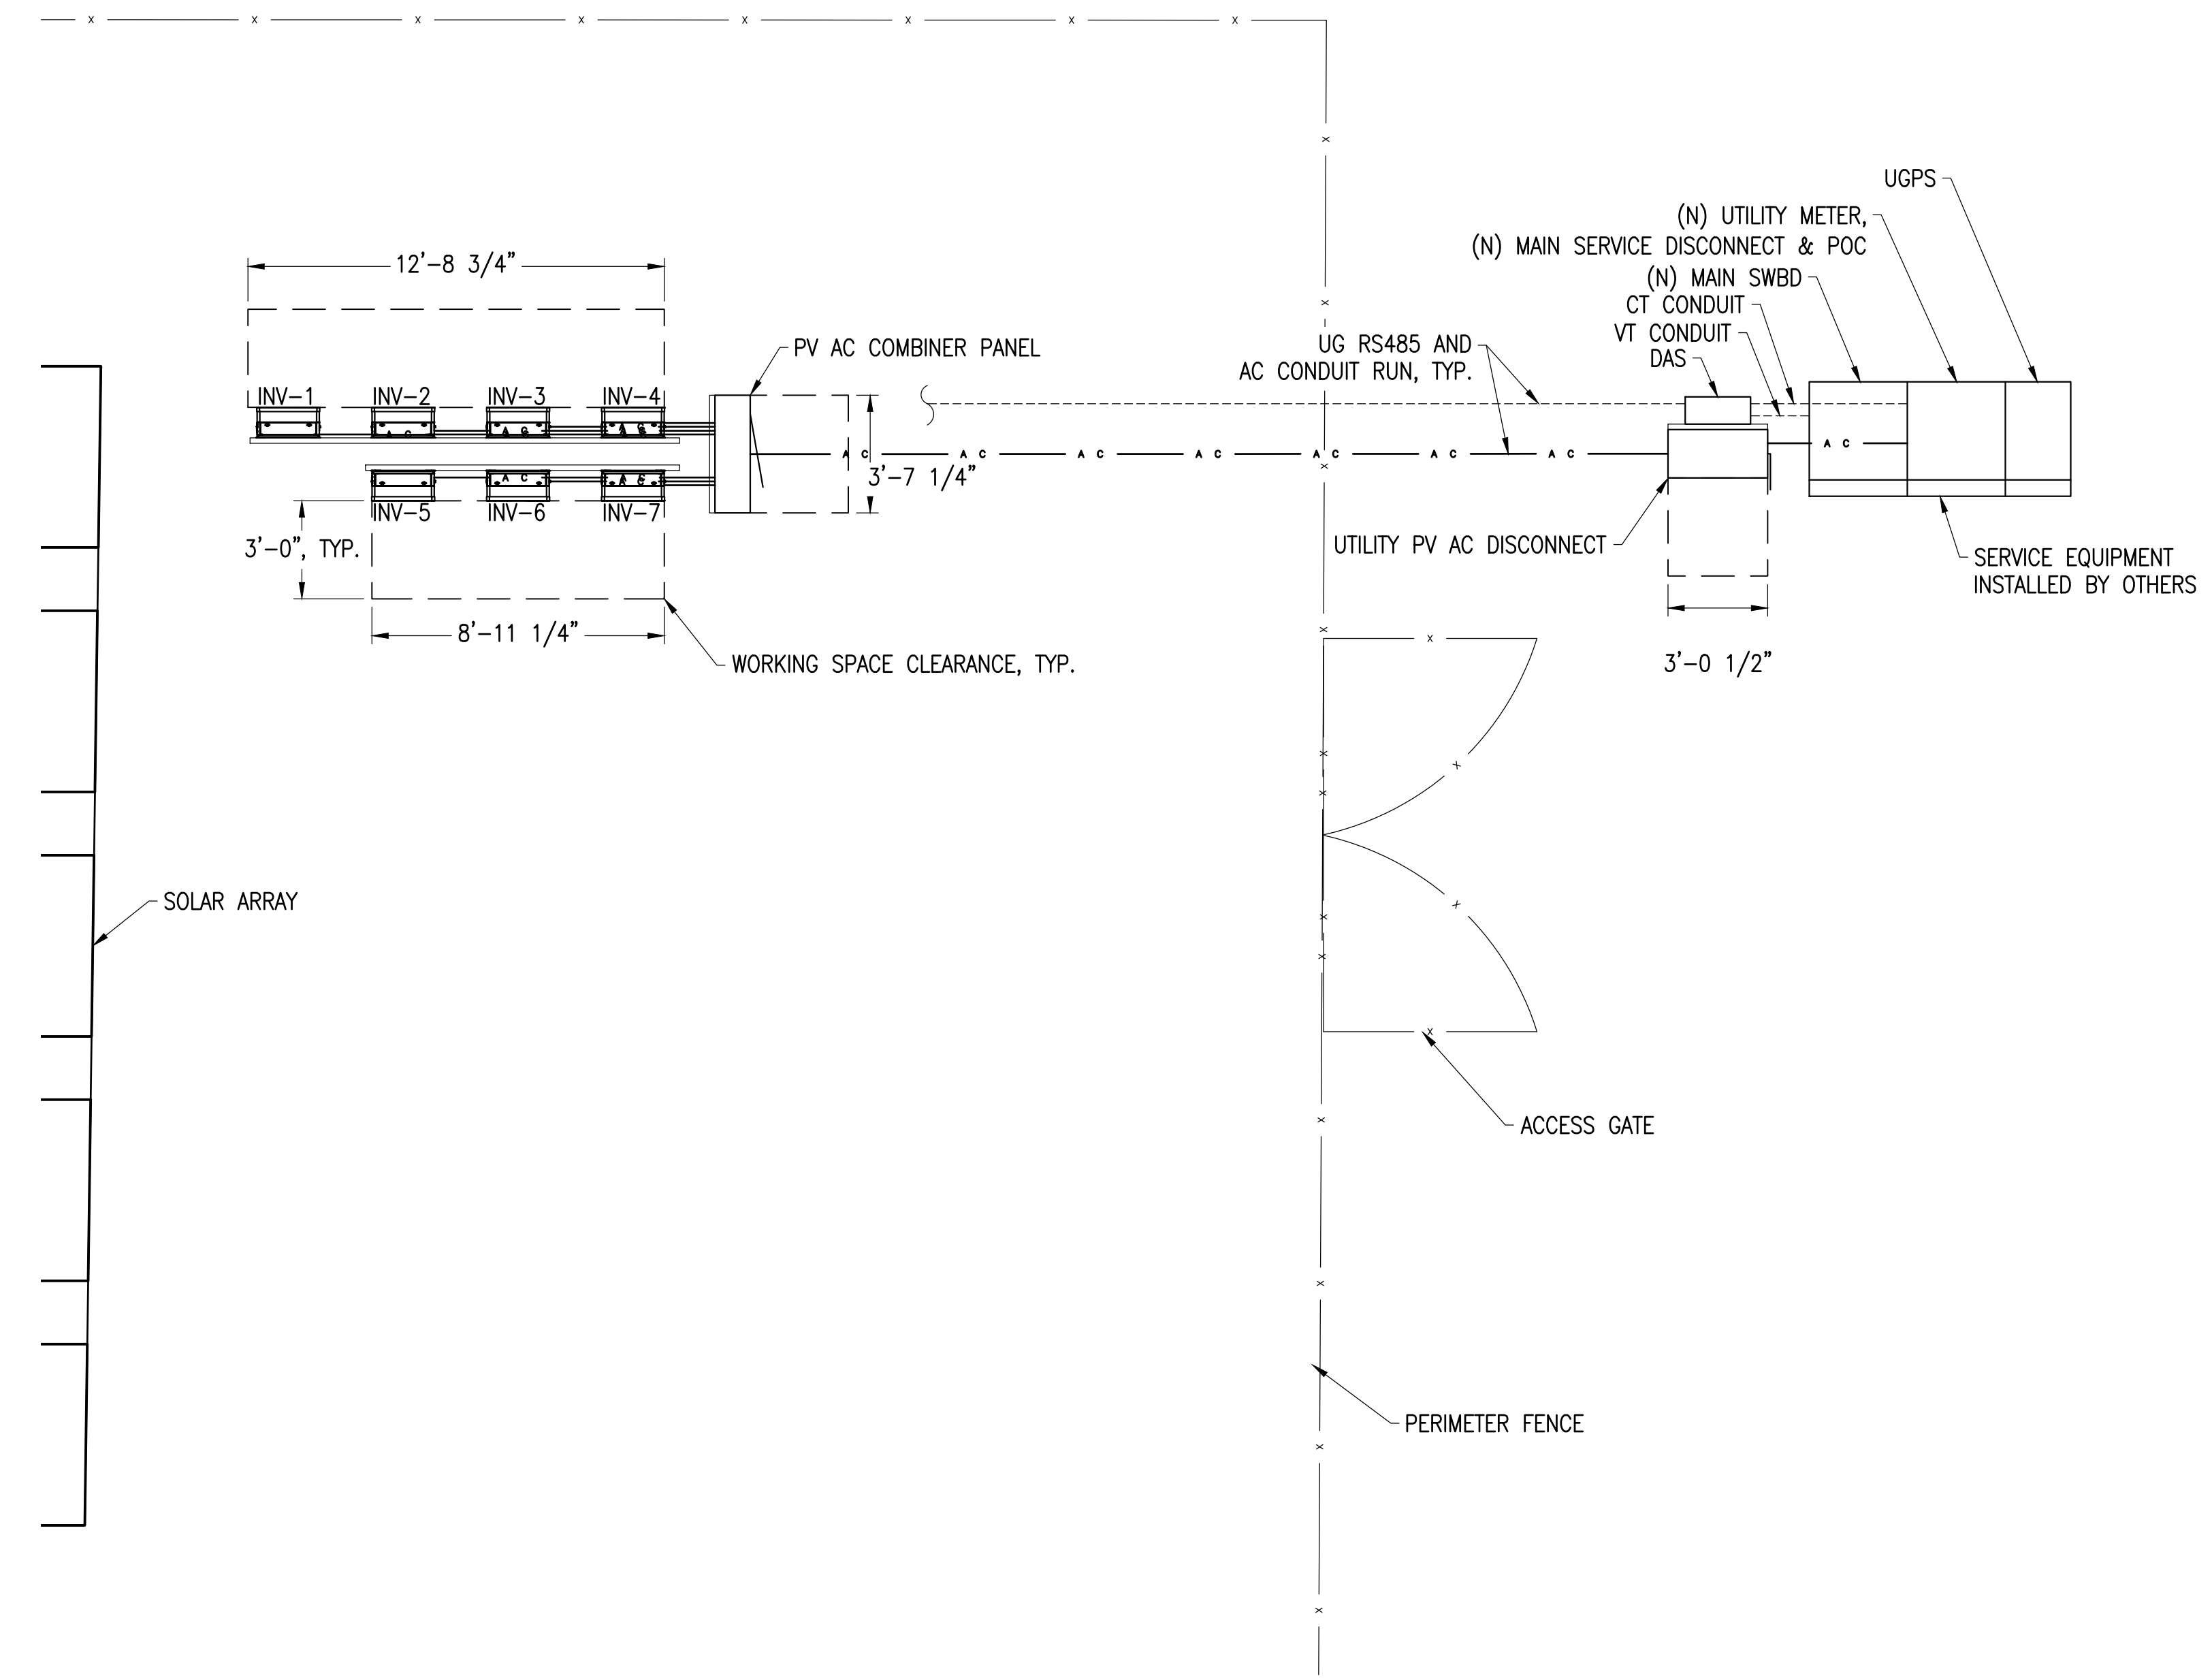 UGPS
(N) UTILITY METER,
(N) MAIN SERVICE DISCONNECT & POC
(N) MAIN SWBD
CT CONDUIT
VT CONDUIT
DAS
12'-8 3/4"
PV AC COMBINER PANEL
UG RS485 AND
AC CONDUIT RUN, TYP.
INV-1 INV-2 INV-3 INV-4
A C A C A C A C A C A C A C A C
3'-7 1/4"
INV-5 INV-6 INV-7
3'-0", TYP.
8'-11 1/4"
WORKING SPACE CLEARANCE, TYP.
UTILITY PV AC DISCONNECT
SERVICE EQUIPMENT
INSTALLED BY OTHERS
3'-0 1/2"
SOLAR ARRAY
ACCESS GATE
PERIMETER FENCE